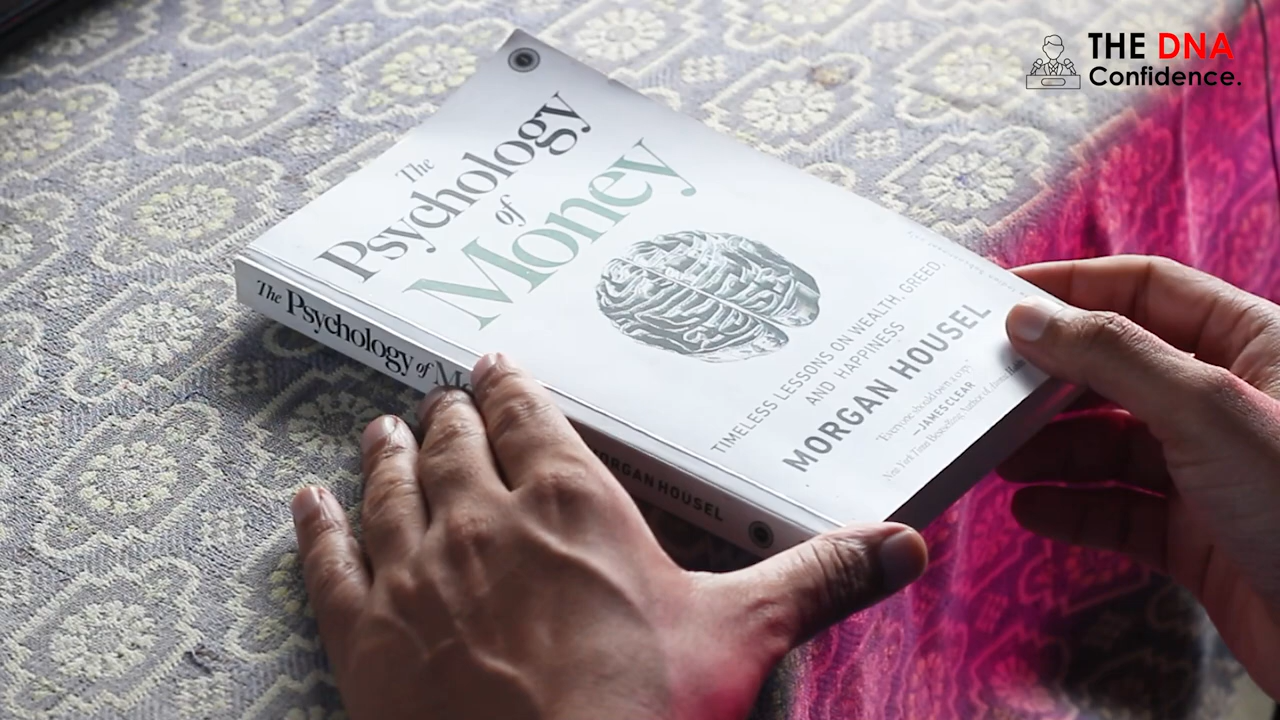 THE DNA
Confidence.
The
Psychology
of
Money
TIMELESS LESSONS ON WEALTH, GREED,
AND HAPPINESS
MORGAN HOUSEL
—JAMES CLEAR
The Psychology of
MORGAN HOUSEL